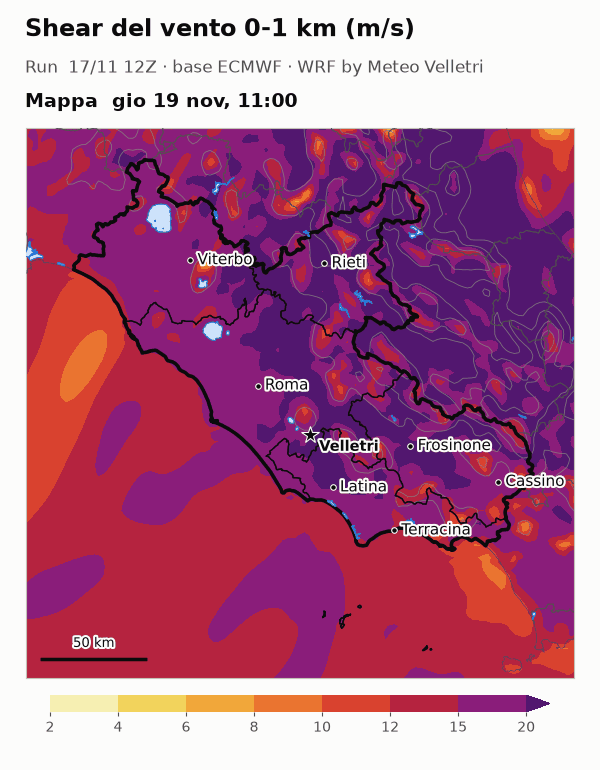 Shear del vento 0-1 km (m/s)
Run  17/11 12Z · base ECMWF · WRF by Meteo Velletri
Mappa  gio 19 nov, 11:00
Viterbo
Rieti
Roma
Velletri
Frosinone
Latina
Cassino
Terracina
50 km
2 4 6 8 10 12 15 20